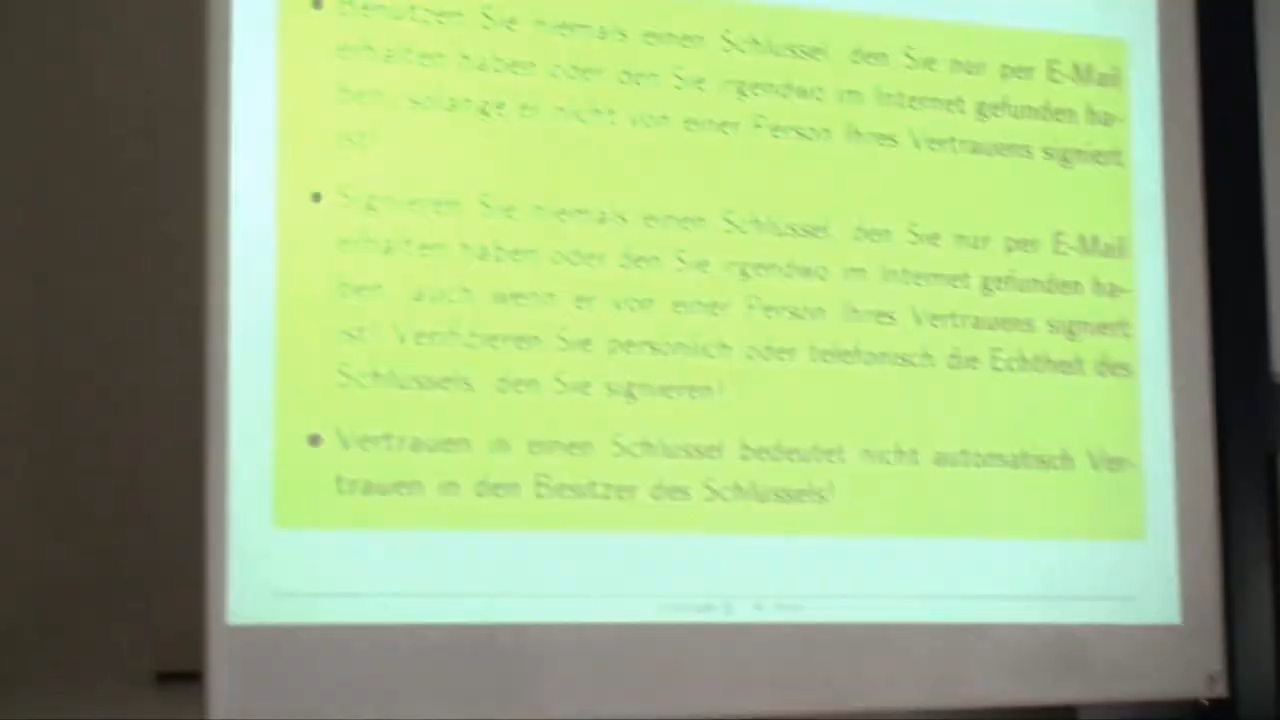 • Benutzen Sie niemals einen Schlüssel, den Sie nur per E-Mail
erhalten haben oder den Sie irgendwo im Internet gefunden ha-
ben, solange er nicht von einer Person Ihres Vertrauens signiert
ist!
• Signieren Sie niemals einen Schlüssel, den Sie nur per E-Mail
erhalten haben oder den Sie irgendwo im Internet gefunden ha-
ben, auch wenn er von einer Person Ihres Vertrauens signiert
ist! Verifizieren Sie persönlich oder telefonisch die Echtheit des
Schlüssels, den Sie signieren!
• Vertrauen in einen Schlüssel bedeutet nicht automatisch Ver-
trauen in den Besitzer des Schlüssels!